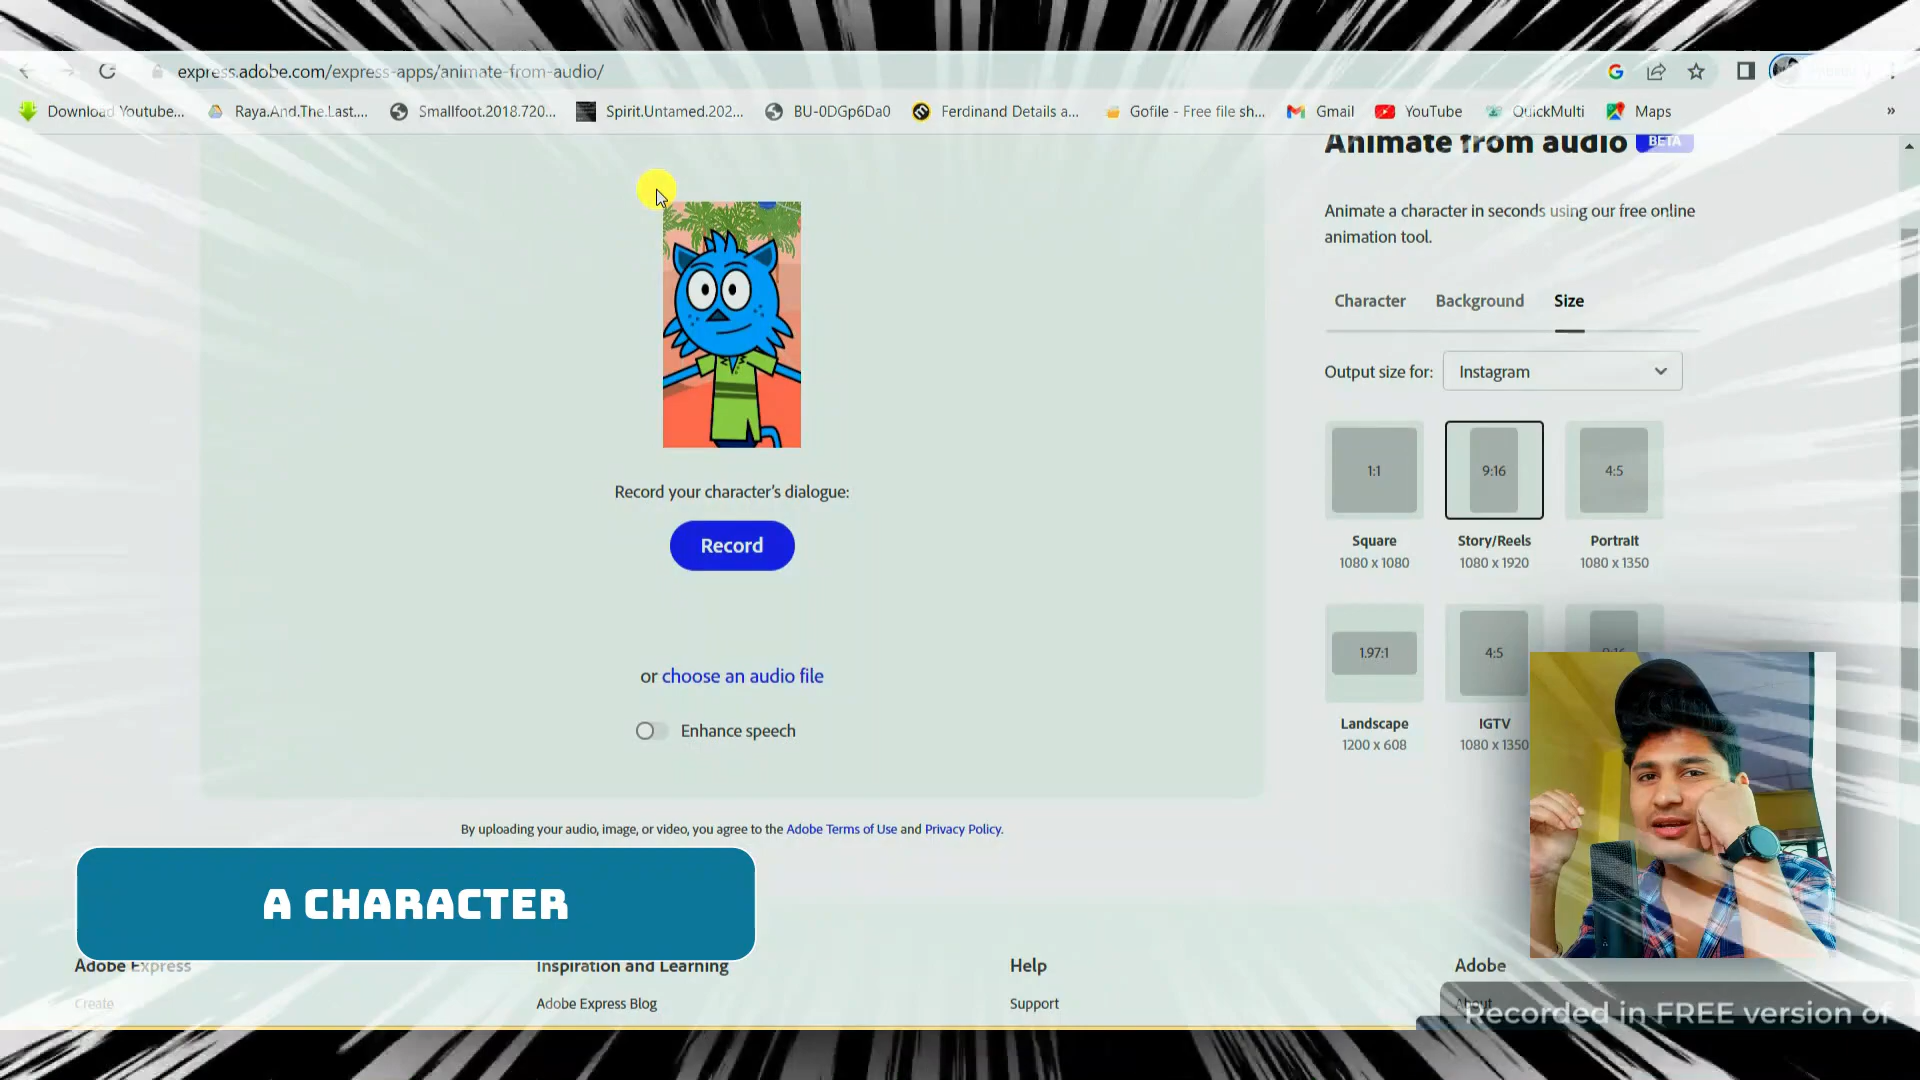 express.adobe.com/express-apps/animate-from-audio/
Download Youtube... Raya.And.The.Last.... Smallfoot.2018.720... Spirit.Untamed.202... BU-0DGp6Da0 Ferdinand Details a... Gofile - Free file sh... Gmail YouTube QuickMulti Maps »
Animate from audio BETA
Animate a character in seconds using our free online
animation tool.
Character Background Size
Output size for: Instagram
1:1 9:16 4:5
Square Story/Reels Portrait
1080 x 1080 1080 x 1920 1080 x 1350
1.97:1 4:5 9:16
Landscape IGTV
1200 x 608 1080 x 1350
Record your character's dialogue:
Record
or choose an audio file
Enhance speech
By uploading your audio, image, or video, you agree to the Adobe Terms of Use and Privacy Policy.
A CHARACTER
Adobe Express Inspiration and Learning Help Adobe
Create Adobe Express Blog Support About
Recorded in FREE version of